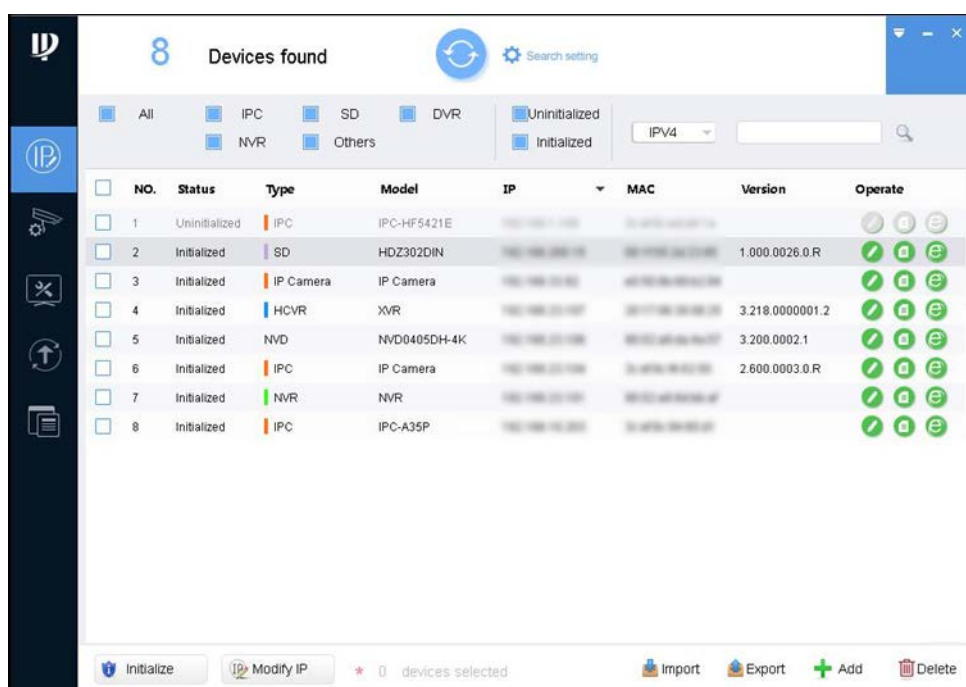 8 Devices found Search setting
All IPC SD DVR Uninitialized
NVR Others Initialized IPV4
NO. Status Type Model IP MAC Version Operate
1 Uninitialized IPC IPC-HF5421E
2 Initialized SD HDZ302DIN 1.000.0026.0.R
3 Initialized IP Camera IP Camera
4 Initialized HCVR XVR 3.218.0000001.2
5 Initialized NVD NVD0405DH-4K 3.200.0002.1
6 Initialized IPC IP Camera 2.600.0003.0.R
7 Initialized NVR NVR
8 Initialized IPC IPC-A35P
Initialize Modify IP * 0 devices selected Import Export Add Delete